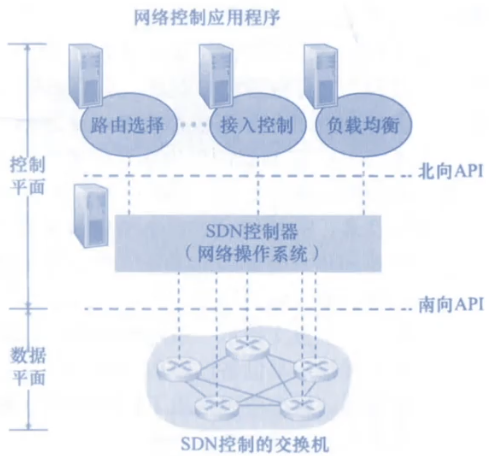 网络控制应用程序
路由选择
···
接入控制
负载均衡
控制
平面
北向API
SDN控制器
（网络操作系统）
南向API
数据
平面
SDN控制的交换机